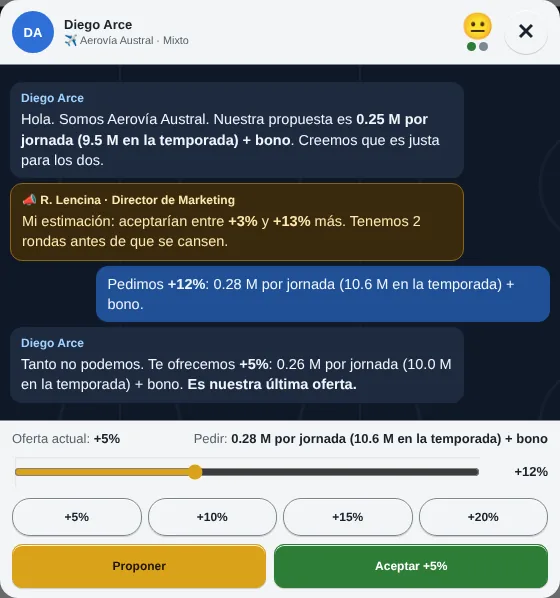 DA
Diego Arce
✈️ Aerovía Austral · Mixto
😐
✕
Diego Arce
Hola. Somos Aerovía Austral. Nuestra propuesta es 0.25 M por
jornada (9.5 M en la temporada) + bono. Creemos que es justa
para los dos.
📣 R. Lencina · Director de Marketing
Mi estimación: aceptarían entre +3% y +13% más. Tenemos 2
rondas antes de que se cansen.
Pedimos +12%: 0.28 M por jornada (10.6 M en la temporada) +
bono.
Diego Arce
Tanto no podemos. Te ofrecemos +5%: 0.26 M por jornada (10.0 M
en la temporada) + bono. Es nuestra última oferta.
Oferta actual: +5%
Pedir: 0.28 M por jornada (10.6 M en la temporada) + bono
+12%
+5%
+10%
+15%
+20%
Proponer
Aceptar +5%